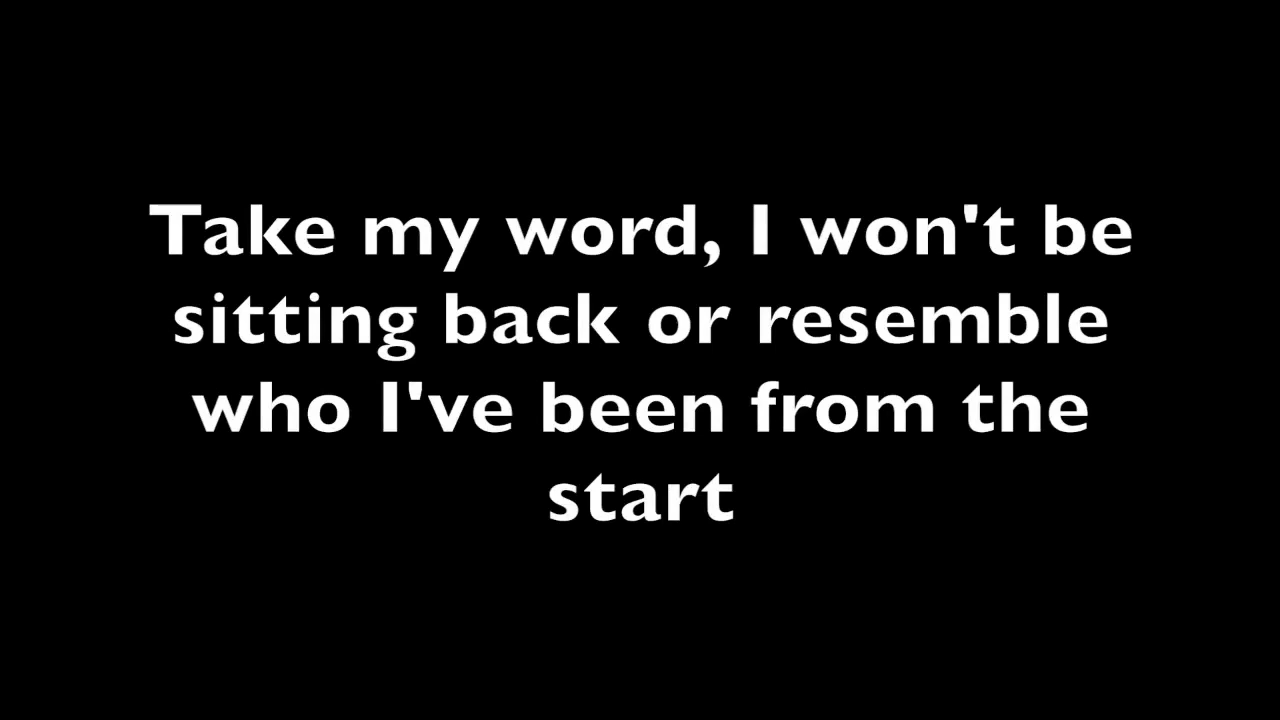 Take my word, I won't be
sitting back or resemble
who I've been from the
start